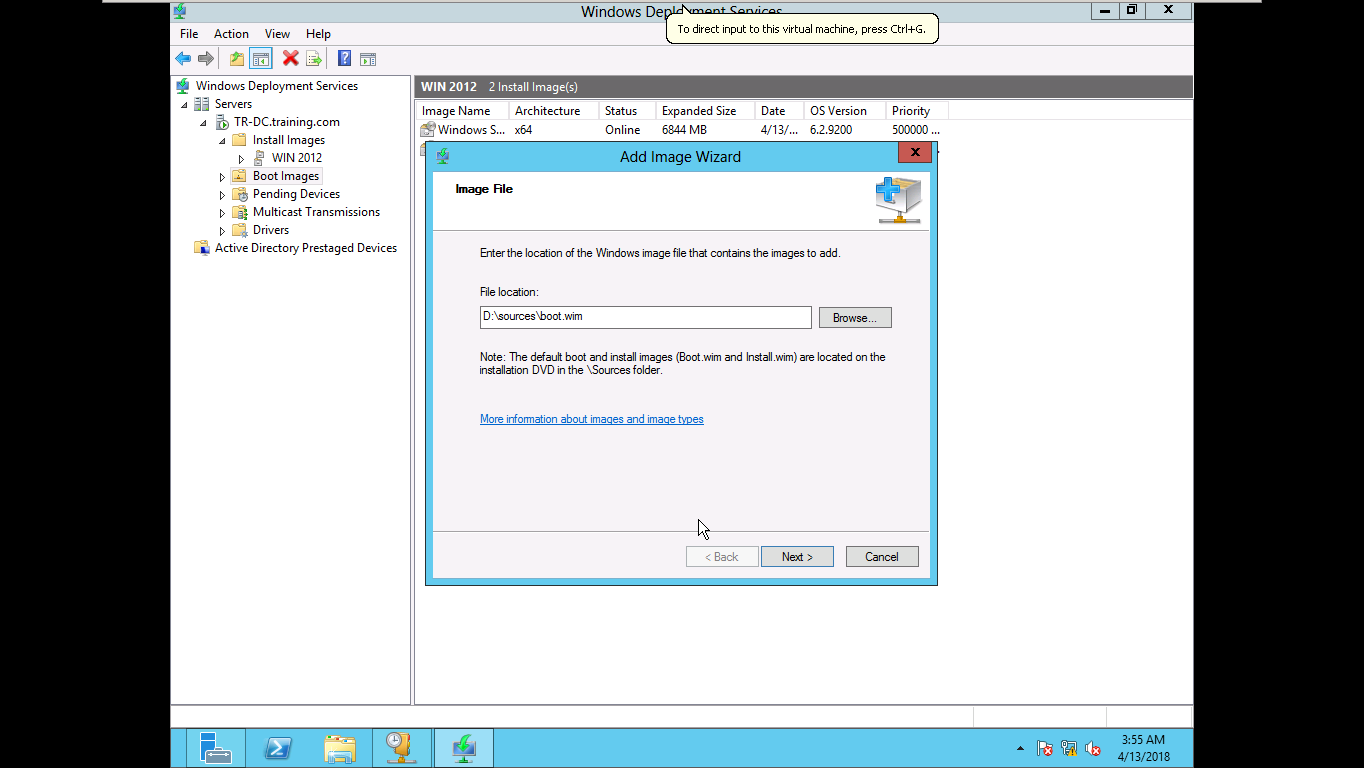 Windows Deployment Services
To direct input to this virtual machine, press Ctrl+G.
File Action View Help
Windows Deployment Services
Servers
TR-DC.training.com
Install Images
WIN 2012
Boot Images
Pending Devices
Multicast Transmissions
Drivers
Active Directory Prestaged Devices
WIN 2012 2 Install Image(s)
Image Name Architecture Status Expanded Size Date OS Version Priority
Windows S... x64 Online 6844 MB 4/13/... 6.2.9200 500000 ...
Add Image Wizard
Image File
Enter the location of the Windows image file that contains the images to add.
File location:
D:\sources\boot.wim
Browse...
Note: The default boot and install images (Boot.wim and Install.wim) are located on the
installation DVD in the \Sources folder.
More information about images and image types
< Back Next > Cancel
3:55 AM
4/13/2018